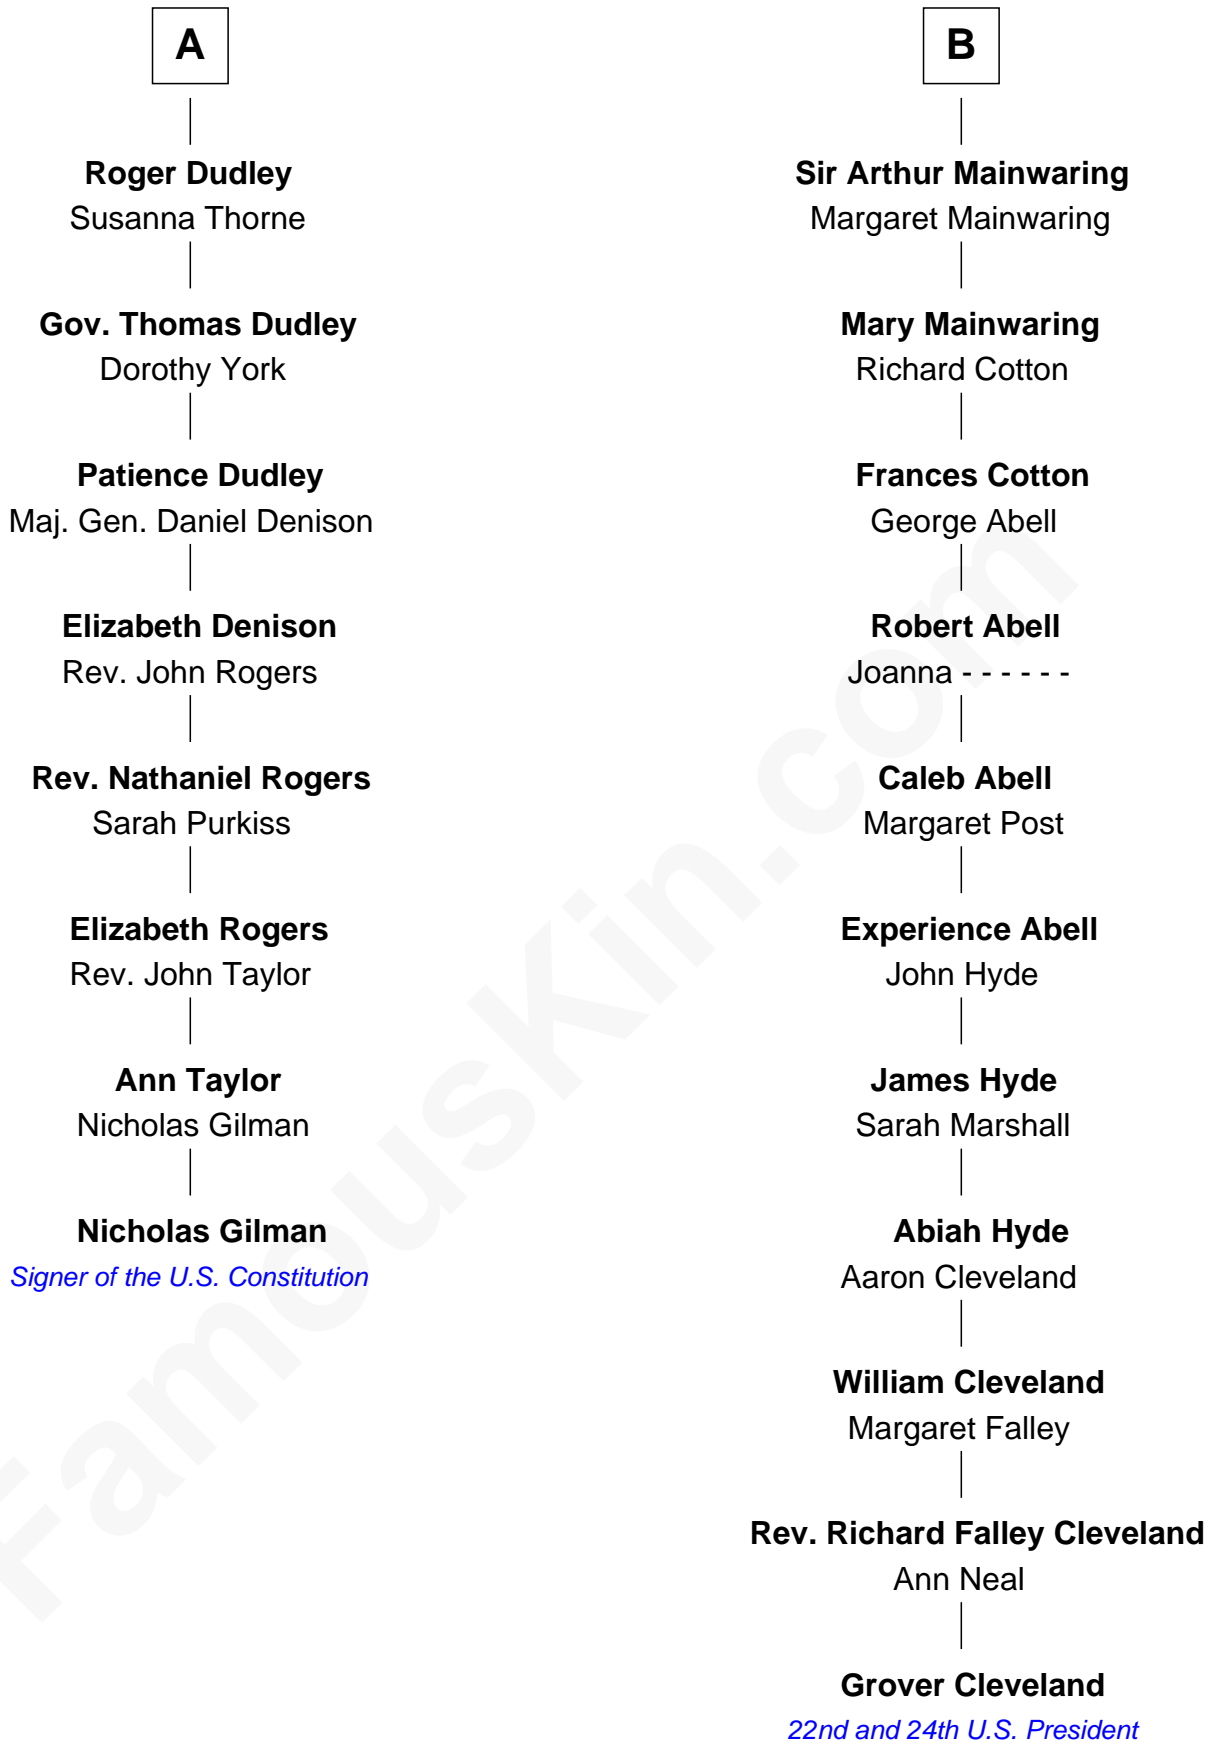 A
Roger Dudley
Susanna Thorne
Gov. Thomas Dudley
Dorothy York
Patience Dudley
Maj. Gen. Daniel Denison
Elizabeth Denison
Rev. John Rogers
Rev. Nathaniel Rogers
Sarah Purkiss
Elizabeth Rogers
Rev. John Taylor
Ann Taylor
Nicholas Gilman
Nicholas Gilman
Signer of the U.S. Constitution
B
Sir Arthur Mainwaring
Margaret Mainwaring
Mary Mainwaring
Richard Cotton
Frances Cotton
George Abell
Robert Abell
Joanna - - - - - -
Caleb Abell
Margaret Post
Experience Abell
John Hyde
James Hyde
Sarah Marshall
Abiah Hyde
Aaron Cleveland
William Cleveland
Margaret Falley
Rev. Richard Falley Cleveland
Ann Neal
Grover Cleveland
22nd and 24th U.S. President
FamousKin.com